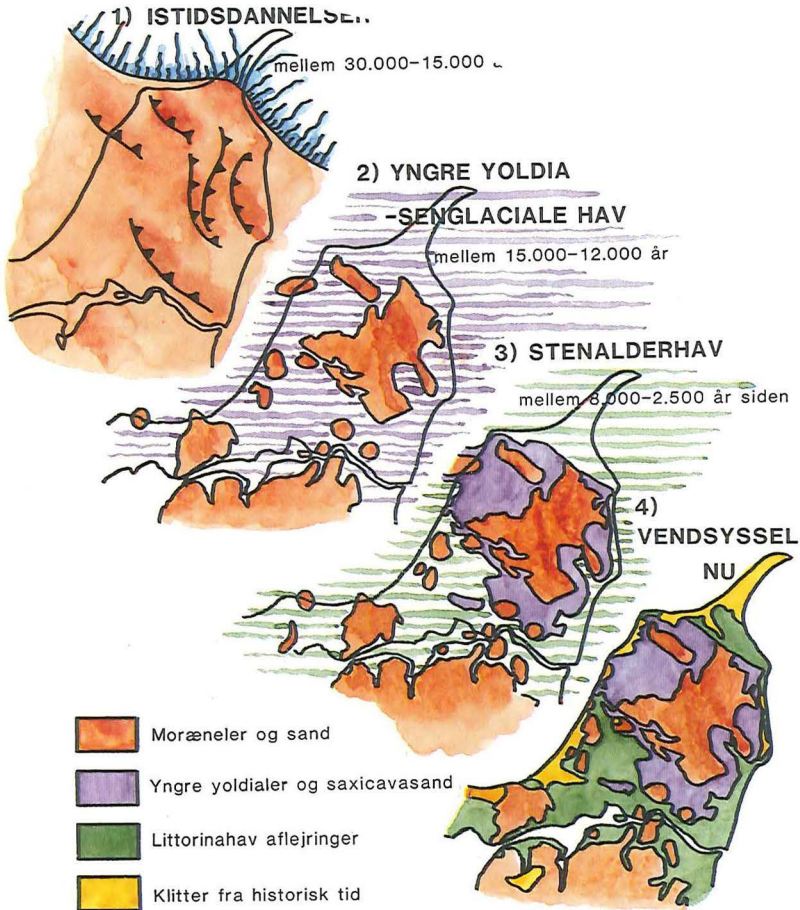 1) ISTIDSDANNELSEN
mellem 30.000-15.000
2) YNGRE YOLDIA
-SENGLACIALE HAV
mellem 15.000-12.000 år
3) STENALDERHAV
mellem 8.000-2.500 år siden
4)
VENDSYSSEL
NU
Moræneler og sand
Yngre yoldialer og saxicavasand
Littorinahav aflejringer
Klitter fra historisk tid